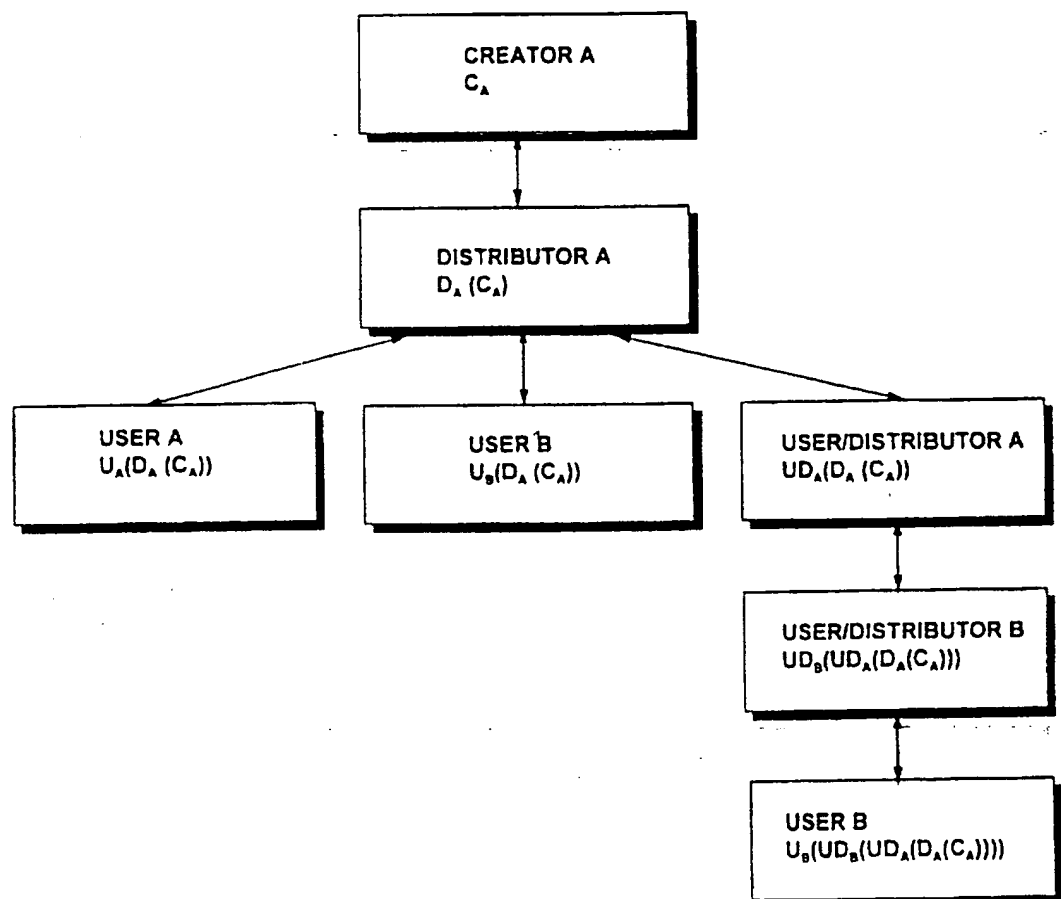 CREATOR A
C_A
DISTRIBUTOR A
D_A (C_A)
USER A
U_A(D_A (C_A))
USER B
U_B(D_A (C_A))
USER/DISTRIBUTOR A
UD_A(D_A (C_A))
USER/DISTRIBUTOR B
UD_B(UD_A(D_A(C_A)))
USER B
U_B(UD_B(UD_A(D_A(C_A))))